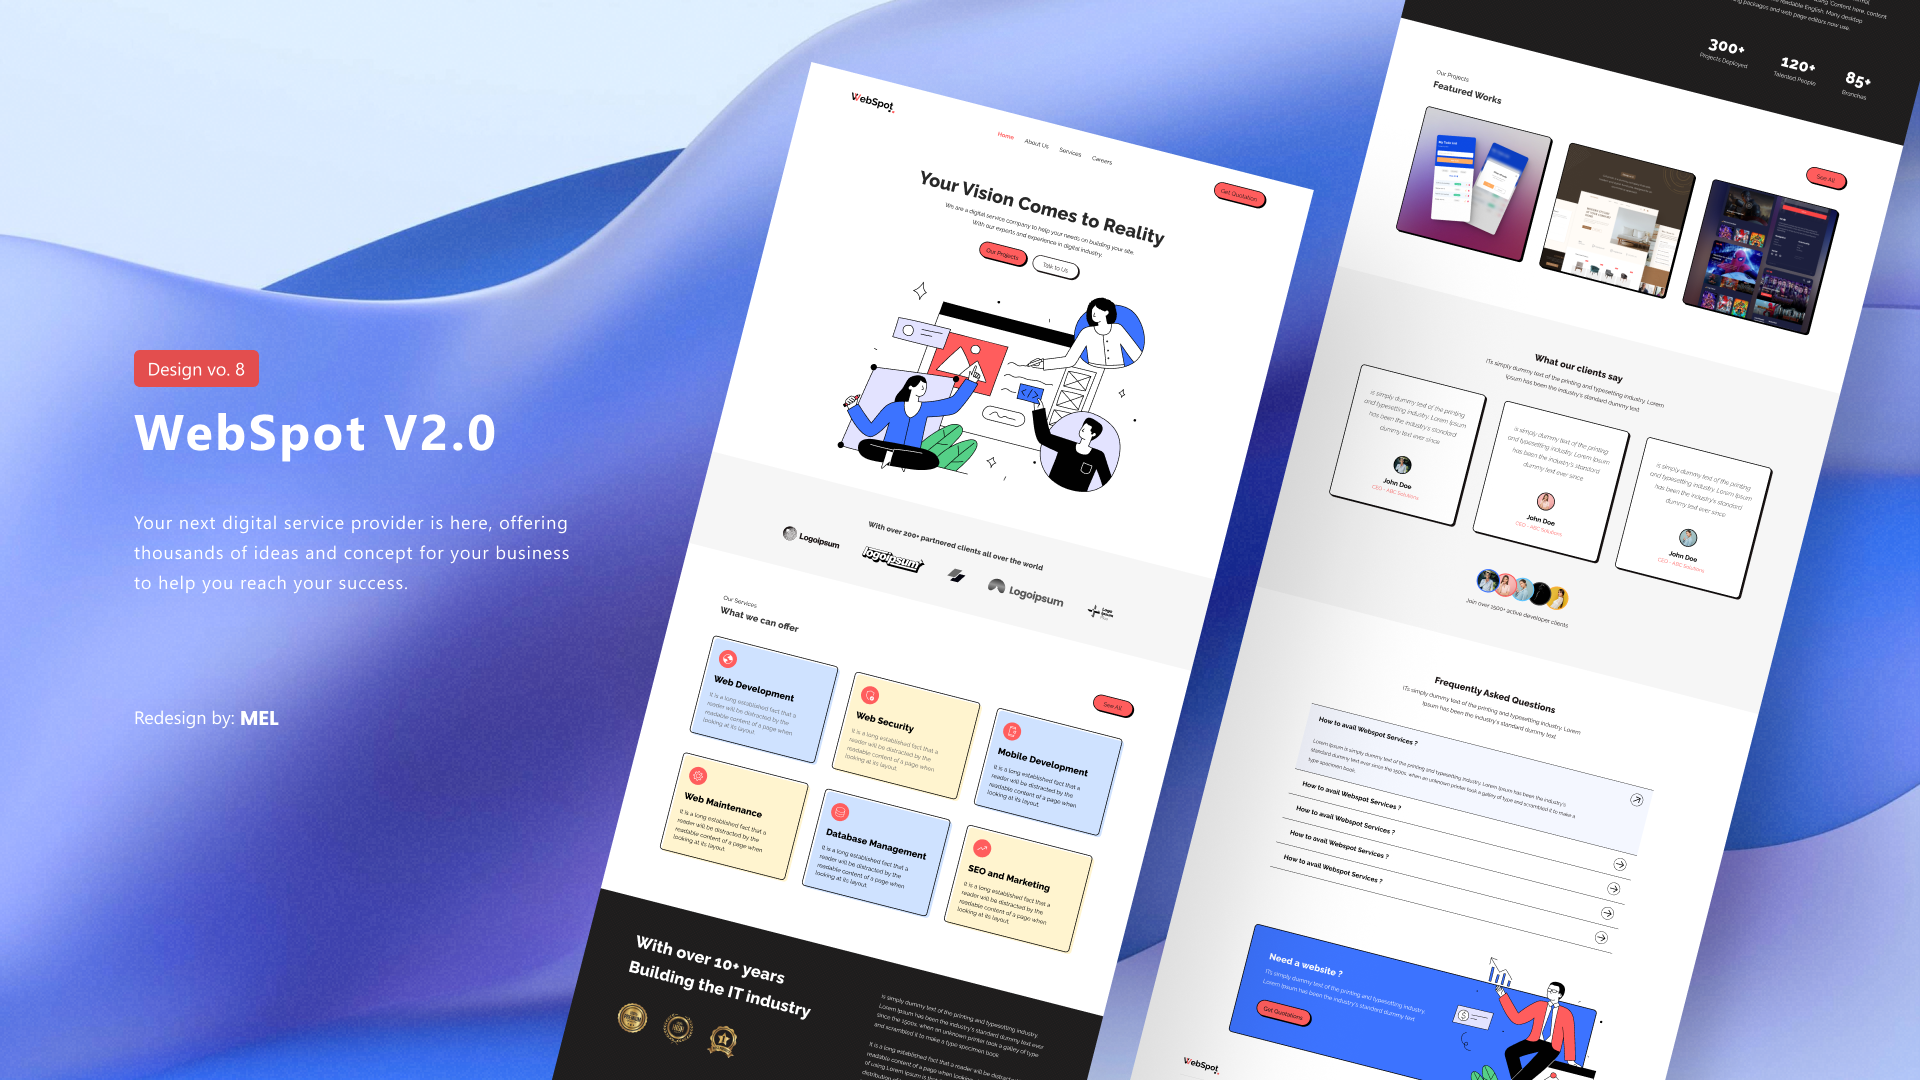 Design vo. 8
WebSpot V2.0
Your next digital service provider is here, offering
thousands of ideas and concept for your business
to help you reach your success.
Redesign by: MEL
WebSpot
Home
About Us
Services
Careers
Get Quotation
Your Vision Comes to Reality
We are a digital service company to help your needs on building your site.
With our experts and experience in digital industry.
Our Projects
Talk to Us
</>
With over 200+ partnered clients all over the world
Logoipsum
logoipsum
Logoipsum
Logo
Our Services
What we can offer
See All
Web Development
It is a long established fact that a
reader will be distracted by the
readable content of a page when
looking at its layout.
Web Security
It is a long established fact that a
reader will be distracted by the
readable content of a page when
looking at its layout.
Mobile Development
It is a long established fact that a
reader will be distracted by the
readable content of a page when
looking at its layout.
Web Maintenance
It is a long established fact that a
reader will be distracted by the
readable content of a page when
looking at its layout.
Database Management
It is a long established fact that a
reader will be distracted by the
readable content of a page when
looking at its layout.
SEO and Marketing
It is a long established fact that a
reader will be distracted by the
readable content of a page when
looking at its layout.
With over 10+ years
Building the IT industry
is simply dummy text of the printing and typesetting industry.
Lorem Ipsum has been the industry's standard dummy text ever
since the 1500s, when an unknown printer took a galley of type
and scrambled it to make a type specimen book
It is a long established fact that a reader will be distracted
readable content of a page when looking
of using Lorem Ipsum is that
using 'Content here, content
readable English. Many desktop
packages and web page editors now use
300+
Projects Deployed
120+
Talented People
85+
Branches
Our Projects
Featured Works
See All
What our clients say
ITs simply dummy text of the printing and typesetting industry. Lorem
Ipsum has been the industry's standard dummy text
is simply dummy text of the printing
and typesetting industry. Lorem Ipsum
has been the industry's standard
dummy text ever since
John Doe
CEO - ABC Solutions
is simply dummy text of the printing
and typesetting industry. Lorem Ipsum
has been the industry's standard
dummy text ever since
John Doe
CEO - ABC Solutions
is simply dummy text of the printing
and typesetting industry. Lorem Ipsum
has been the industry's standard
dummy text ever since
John Doe
CEO - ABC Solutions
Join over 1500+ active developer clients
Frequently Asked Questions
ITs simply dummy text of the printing and typesetting industry. Lorem
Ipsum has been the industry's standard dummy text
How to avail Webspot Services ?
Lorem Ipsum is simply dummy text of the printing and typesetting industry. Lorem Ipsum has been the industry's
standard dummy text ever since the 1500s, when an unknown printer took a galley of type and scrambled it to make a
type specimen book.
How to avail Webspot Services ?
How to avail Webspot Services ?
How to avail Webspot Services ?
How to avail Webspot Services ?
Need a website ?
ITs simply dummy text of the printing and typesetting industry.
Lorem Ipsum has been the industry's standard dummy text
Get Quotations
WebSpot